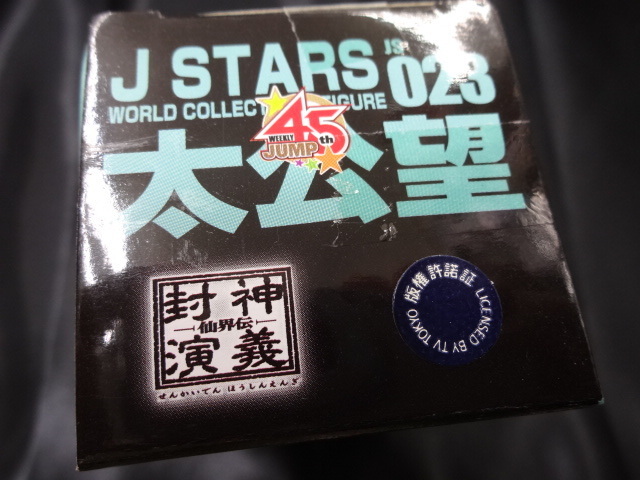 J STARS
JS
023
WORLD COLLECT FIGURE
45th
WEEKLY
JUMP
太公望
封神
仙界伝
演義
せんかいでん ほうしんえんぎ
版権許諾証 LICENSED BY TV TOKYO